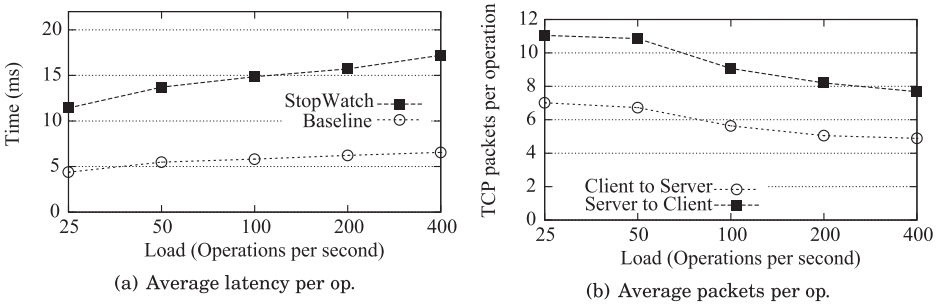 20
15
10
5
0
Time (ms)
StopWatch
Baseline
25 50 100 200 400
Load (Operations per second)
(a) Average latency per op.
12
10
8
6
4
2
0
TCP packets per operation
Client to Server
Server to Client
25 50 100 200 400
Load (Operations per second)
(b) Average packets per op.